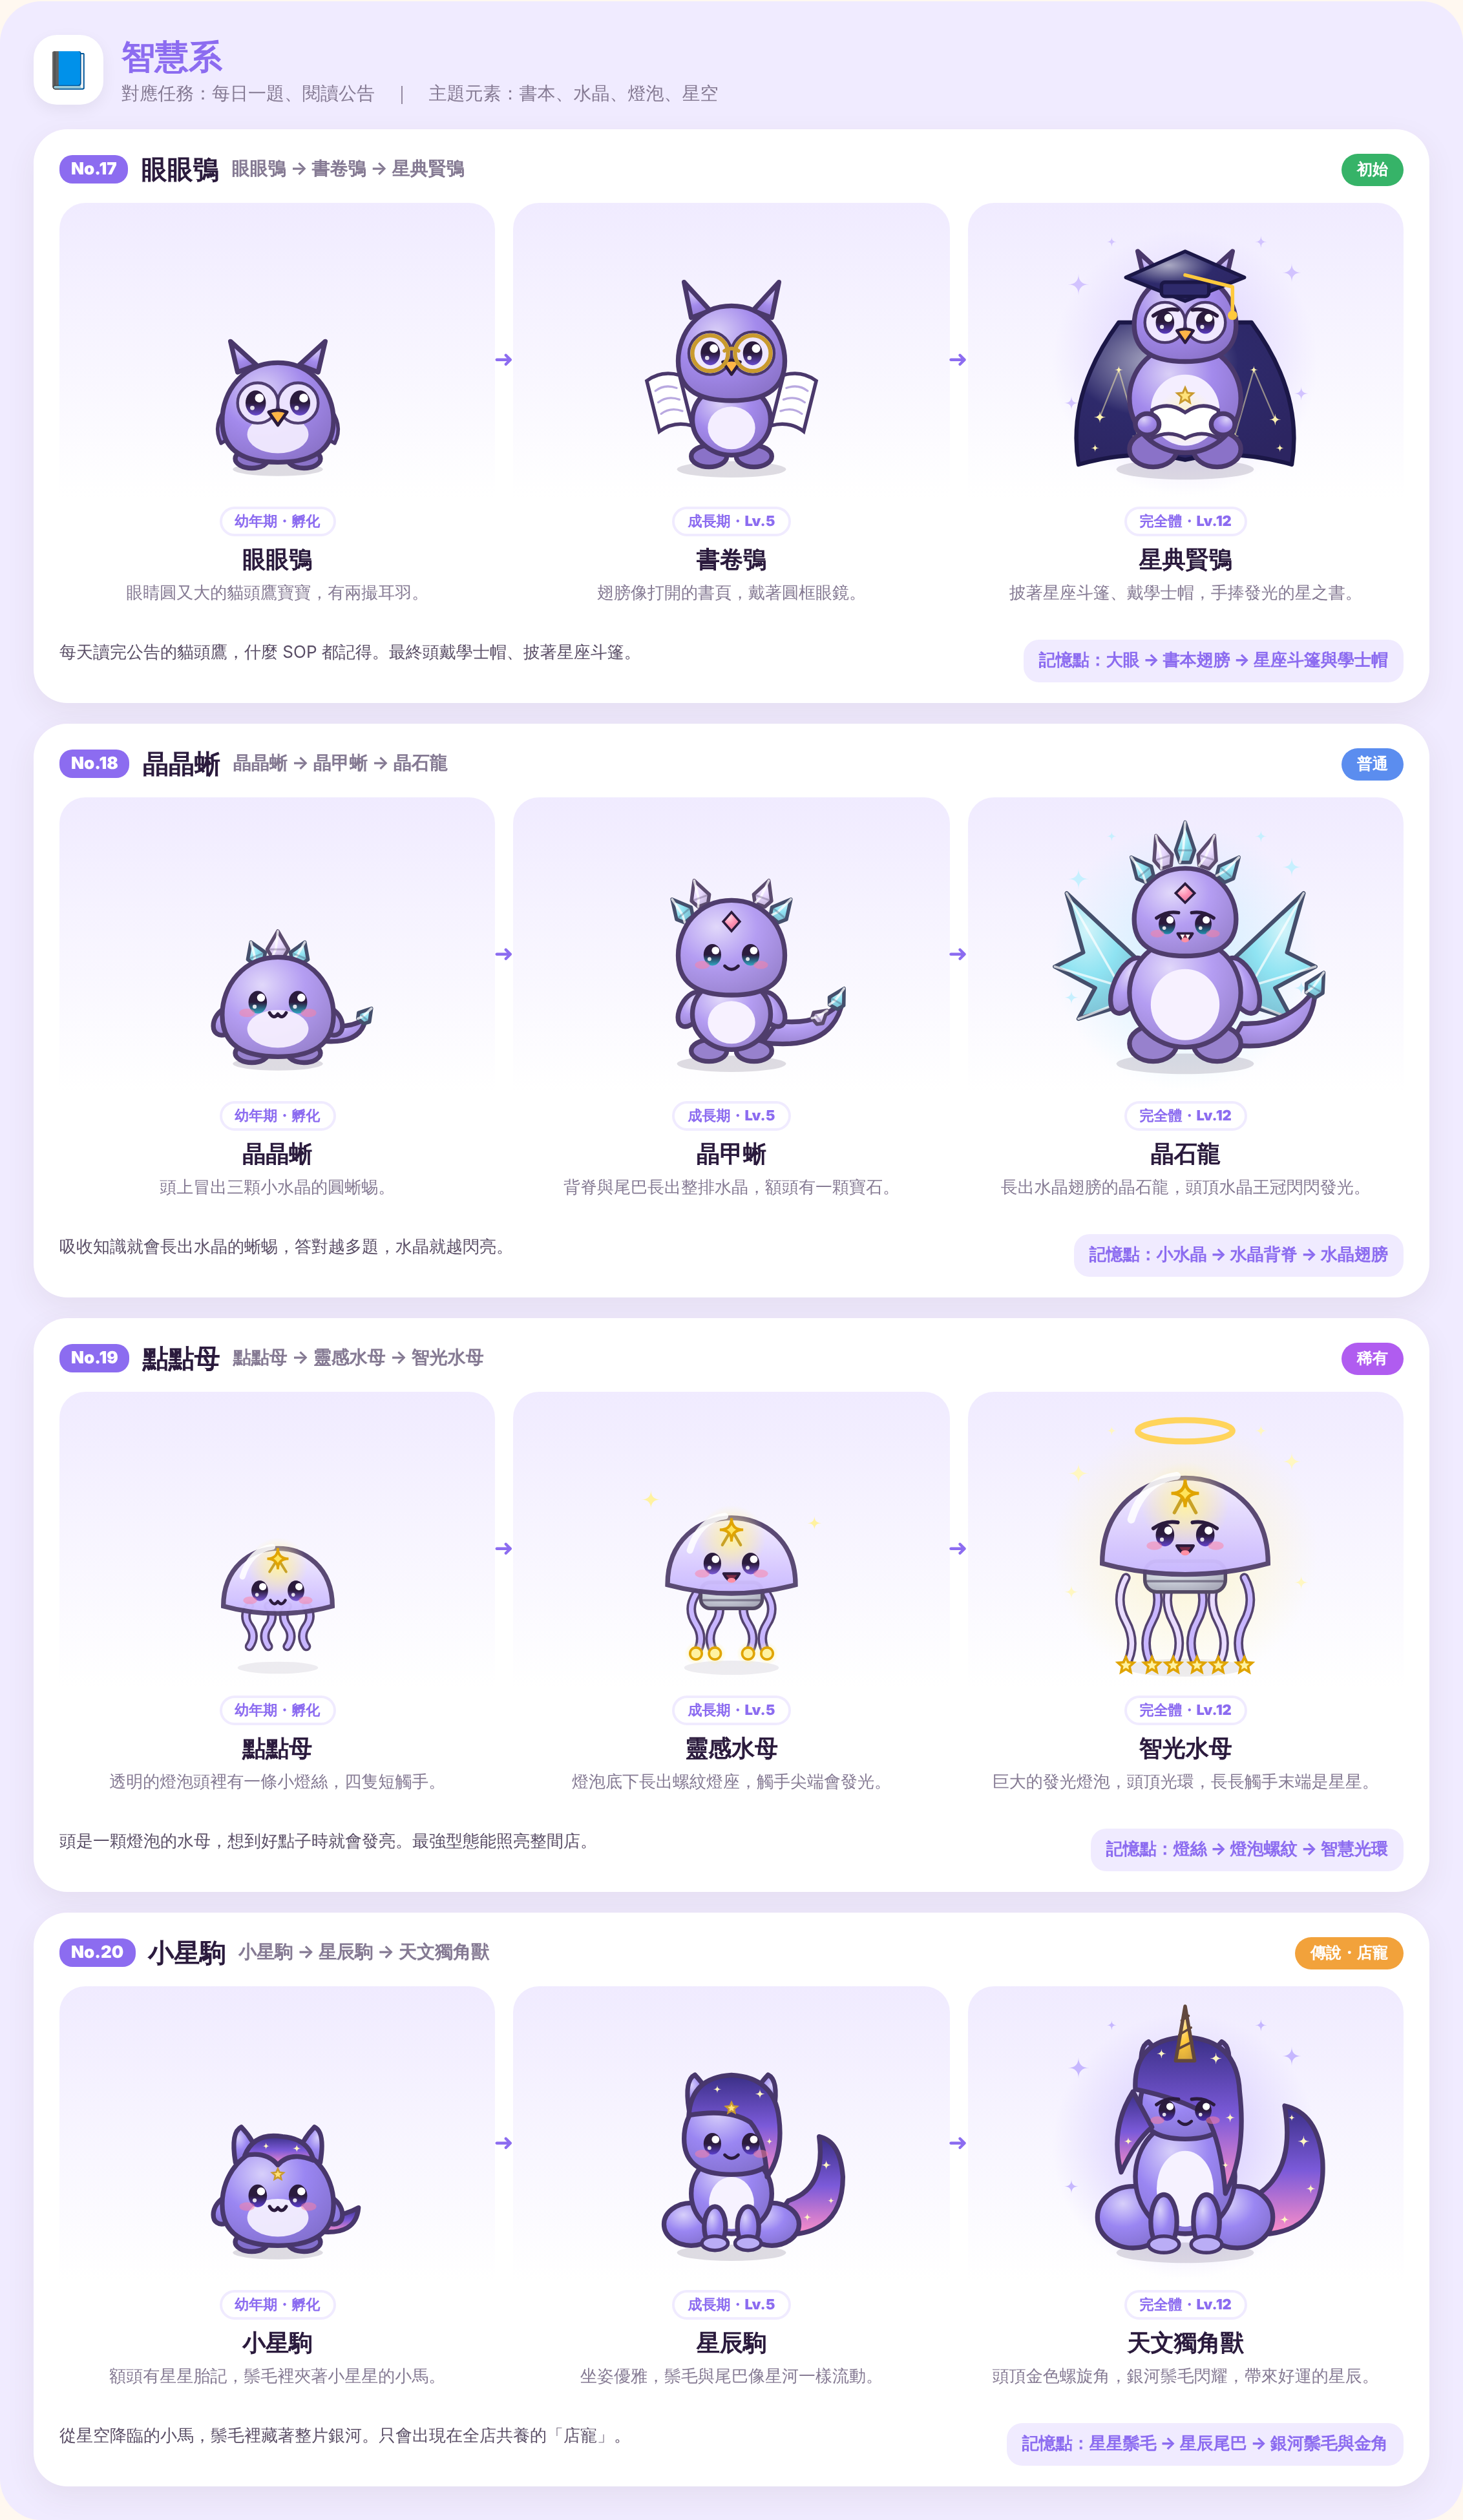 智慧系
對應任務：每日一題、閱讀公告 ｜ 主題元素：書本、水晶、燈泡、星空
No.17 眼眼鴞 眼眼鴞 → 書卷鴞 → 星典賢鴞 初始
→ →
幼年期・孵化 成長期・Lv.5 完全體・Lv.12
眼眼鴞 書卷鴞 星典賢鴞
眼睛圓又大的貓頭鷹寶寶，有兩撮耳羽。 翅膀像打開的書頁，戴著圓框眼鏡。 披著星座斗篷、戴學士帽，手捧發光的星之書。
每天讀完公告的貓頭鷹，什麼 SOP 都記得。最終頭戴學士帽、披著星座斗篷。 記憶點：大眼 → 書本翅膀 → 星座斗篷與學士帽
No.18 晶晶蜥 晶晶蜥 → 晶甲蜥 → 晶石龍 普通
→ →
幼年期・孵化 成長期・Lv.5 完全體・Lv.12
晶晶蜥 晶甲蜥 晶石龍
頭上冒出三顆小水晶的圓蜥蜴。 背脊與尾巴長出整排水晶，額頭有一顆寶石。 長出水晶翅膀的晶石龍，頭頂水晶王冠閃閃發光。
吸收知識就會長出水晶的蜥蜴，答對越多題，水晶就越閃亮。 記憶點：小水晶 → 水晶背脊 → 水晶翅膀
No.19 點點母 點點母 → 靈感水母 → 智光水母 稀有
→ →
幼年期・孵化 成長期・Lv.5 完全體・Lv.12
點點母 靈感水母 智光水母
透明的燈泡頭裡有一條小燈絲，四隻短觸手。 燈泡底下長出螺紋燈座，觸手尖端會發光。 巨大的發光燈泡，頭頂光環，長長觸手末端是星星。
頭是一顆燈泡的水母，想到好點子時就會發亮。最強型態能照亮整間店。 記憶點：燈絲 → 燈泡螺紋 → 智慧光環
No.20 小星駒 小星駒 → 星辰駒 → 天文獨角獸 傳說・店寵
→ →
幼年期・孵化 成長期・Lv.5 完全體・Lv.12
小星駒 星辰駒 天文獨角獸
額頭有星星胎記，鬃毛裡夾著小星星的小馬。 坐姿優雅，鬃毛與尾巴像星河一樣流動。 頭頂金色螺旋角，銀河鬃毛閃耀，帶來好運的星辰。
從星空降臨的小馬，鬃毛裡藏著整片銀河。只會出現在全店共養的「店寵」。 記憶點：星星鬃毛 → 星辰尾巴 → 銀河鬃毛與金角